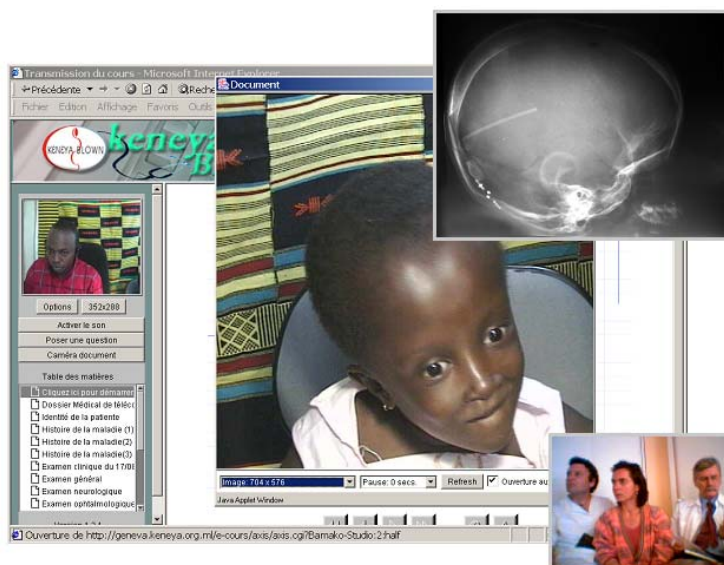 Transmission du cours - Microsoft Internet Explorer
Précédente
Fichier Edition Affichage Favoris
KENEYA BLOWN
Options 352x288
Activer le son
Poser une question
Caméra document
Table des matières
Cliquez ici pour démarrer
Dossier Médical de téléco
Identité de la patiente
Histoire de la maladie (1)
Histoire de la maladie(2)
Histoire de la maladie(3)
Examen clinique du
Examen général
Examen neurologique
Examen ophtalmologique
Document
Image: 704 x 576
Pause: 0 secs.
Refresh
Ouverture au
Java Applet Window
Ouverture de http://geneva.keneya.org.ml/e-cours/axis/axis.cgi?Bamako-Studio:2:half